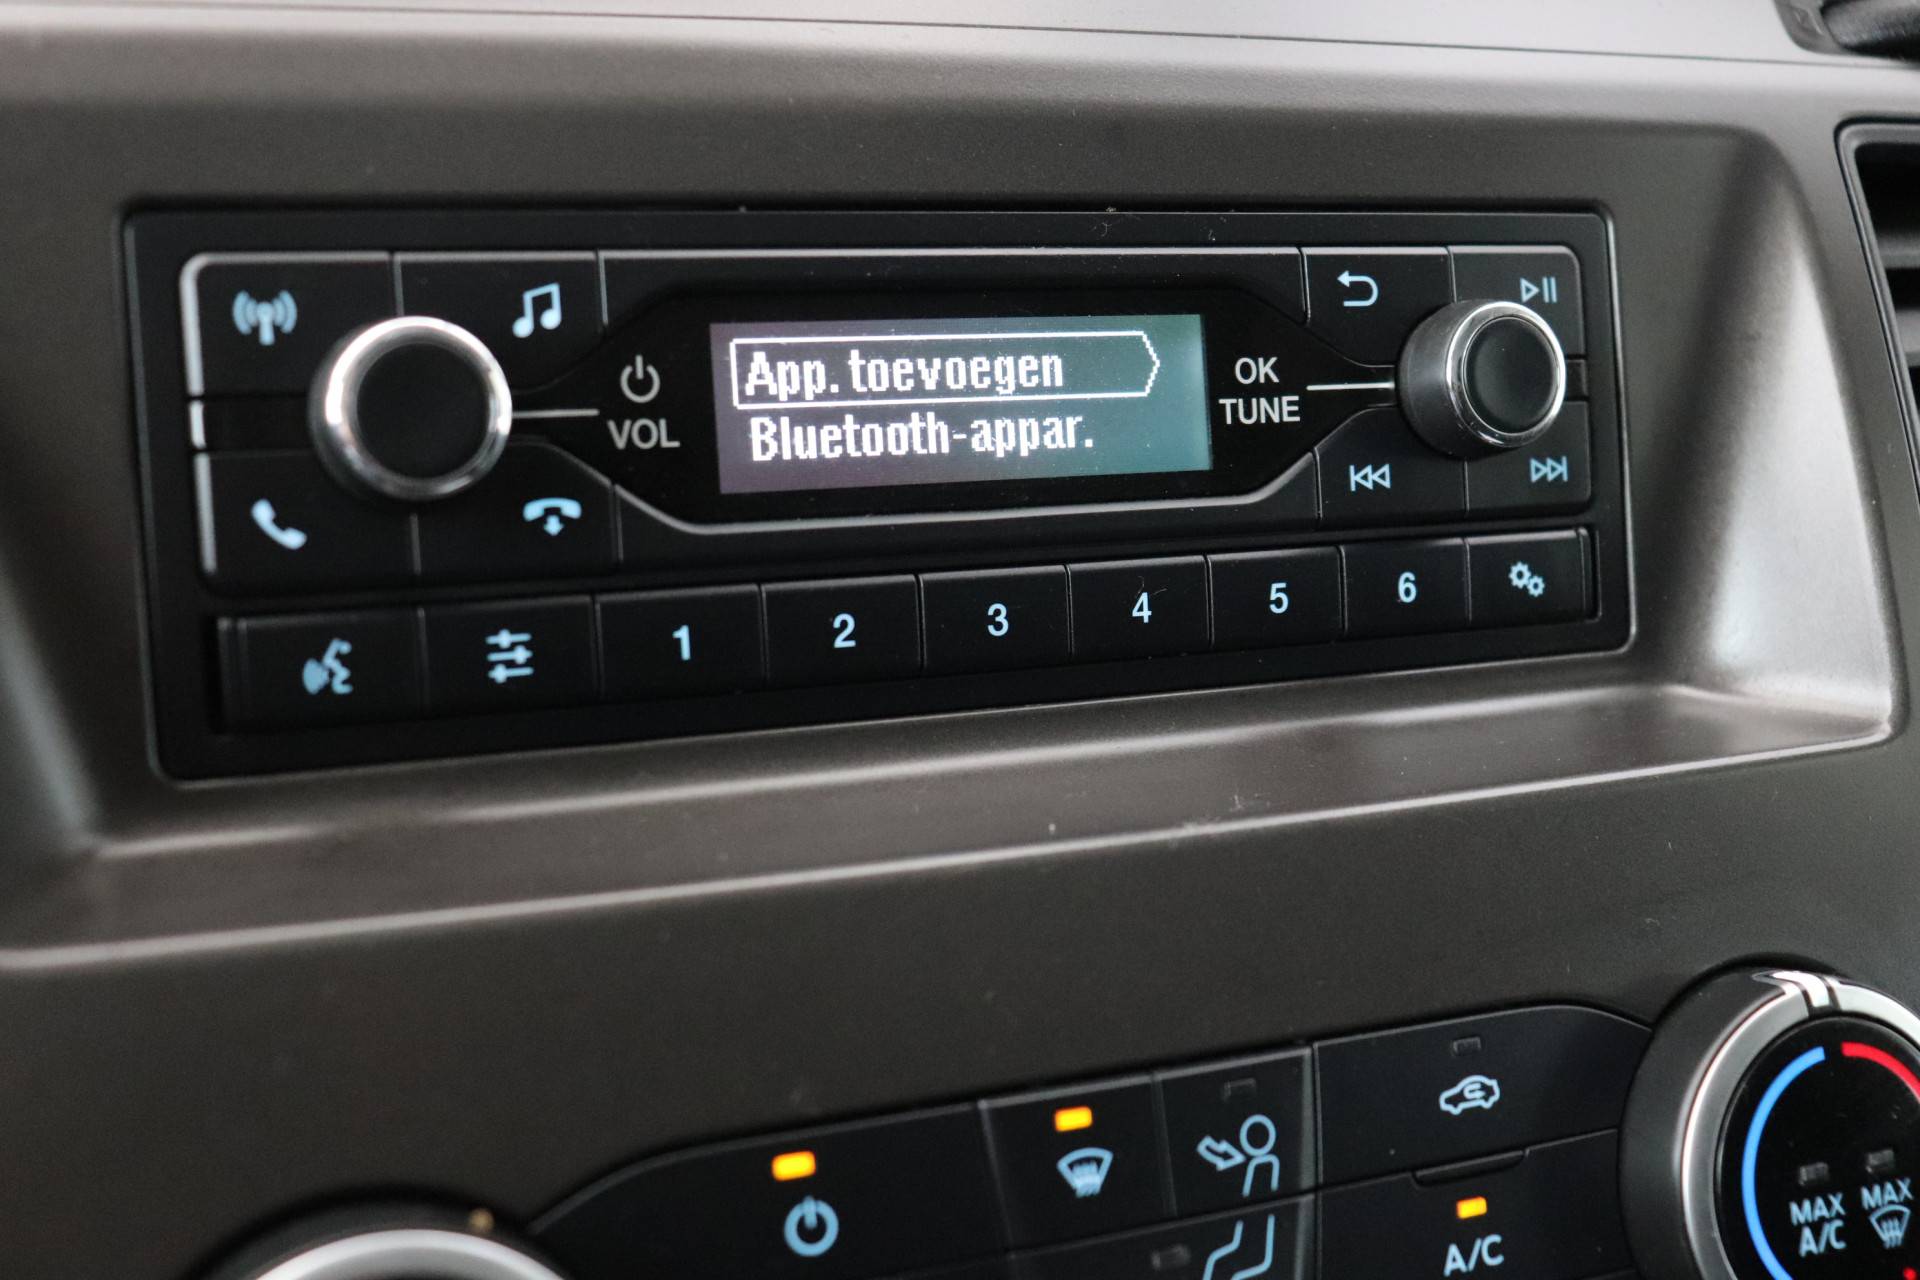 App. toevoegen
Bluetooth-appar.
VOL
OK
TUNE
1 2 3 4 5 6
A/C
MAX
A/C
MAX